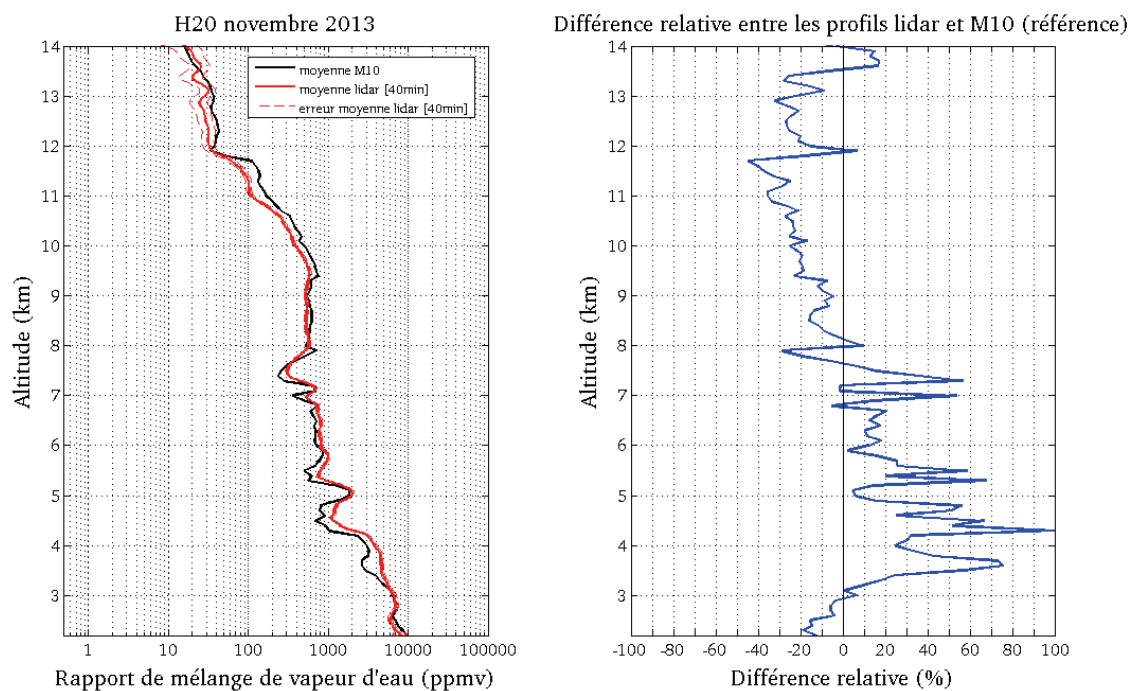 H20 novembre 2013
moyenne M10
moyenne lidar [40min]
erreur moyenne lidar [40min]
14
13
12
11
10
9
8
7
6
5
4
3
Altitude (km)
1 10 100 1000 10000 100000
Rapport de mélange de vapeur d'eau (ppmv)
Différence relative entre les profils lidar et M10 (référence)
14
13
12
11
10
9
8
7
6
5
4
3
Altitude (km)
-100 -80 -60 -40 -20 0 20 40 60 80 100
Différence relative (%)